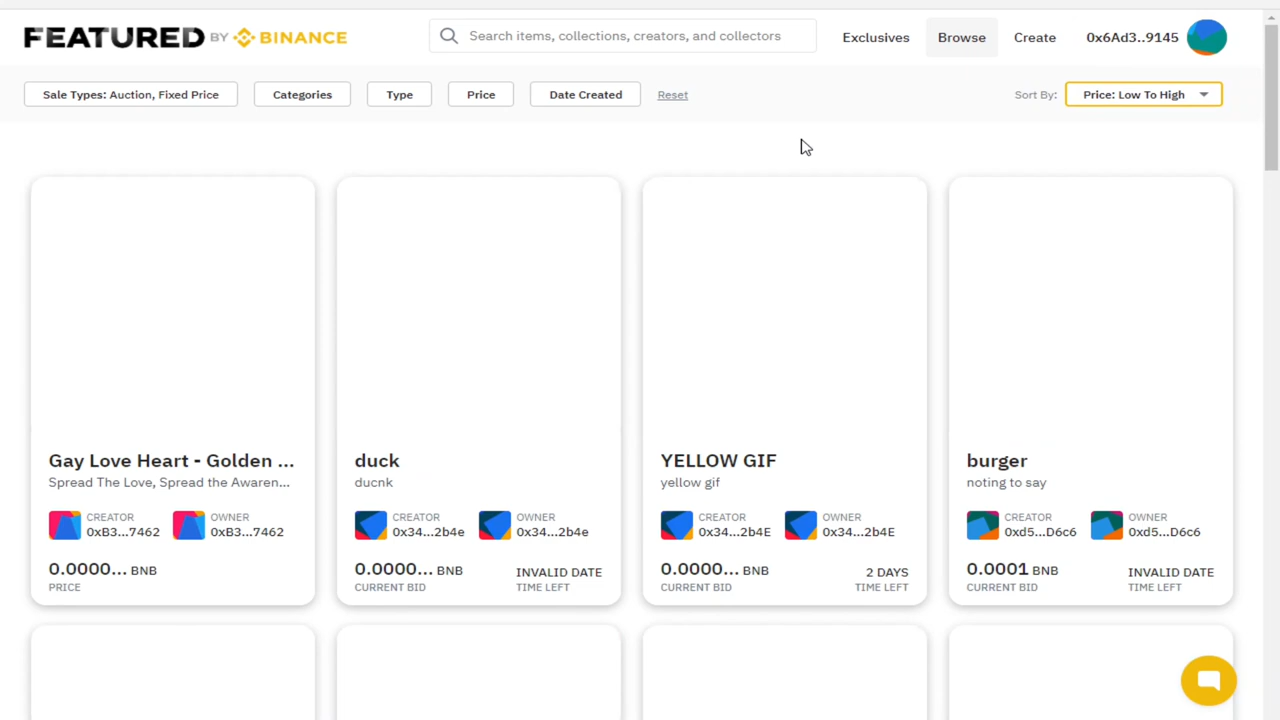 FEATURED BY BINANCE
Search items, collections, creators, and collectors
Exclusives
Browse
Create
0x6Ad3..9145
Sale Types: Auction, Fixed Price
Categories
Type
Price
Date Created
Reset
Sort By:
Price: Low To High
Gay Love Heart - Golden ...
Spread The Love, Spread the Awaren...
CREATOR
0xB3...7462
OWNER
0xB3...7462
0.0000... BNB
PRICE
duck
ducnk
CREATOR
0x34...2b4e
OWNER
0x34...2b4e
0.0000... BNB
CURRENT BID
INVALID DATE
TIME LEFT
YELLOW GIF
yellow gif
CREATOR
0x34...2b4E
OWNER
0x34...2b4E
0.0000... BNB
CURRENT BID
2 DAYS
TIME LEFT
burger
noting to say
CREATOR
0xd5...D6c6
OWNER
0xd5...D6c6
0.0001 BNB
CURRENT BID
INVALID DATE
TIME LEFT